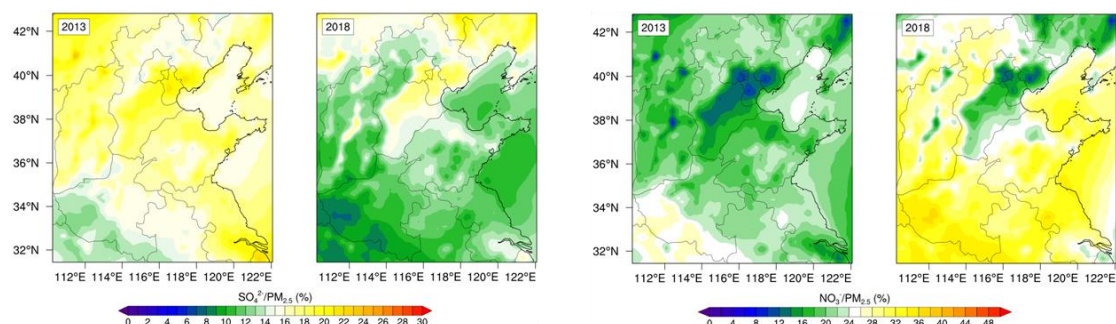 2013
2018
2013
2018
42°N
40°N
38°N
36°N
34°N
32°N
42°N
40°N
38°N
36°N
34°N
32°N
112°E 114°E 116°E 118°E 120°E 122°E
112°E 114°E 116°E 118°E 120°E 122°E
112°E 114°E 116°E 118°E 120°E 122°E
112°E 114°E 116°E 118°E 120°E 122°E
SO₄²⁻/PM₂.₅ (%)
0 2 4 6 8 10 12 14 16 18 20 22 24 26 28 30
NO₃⁻/PM₂.₅ (%)
0 4 8 12 16 20 24 28 32 36 40 44 48